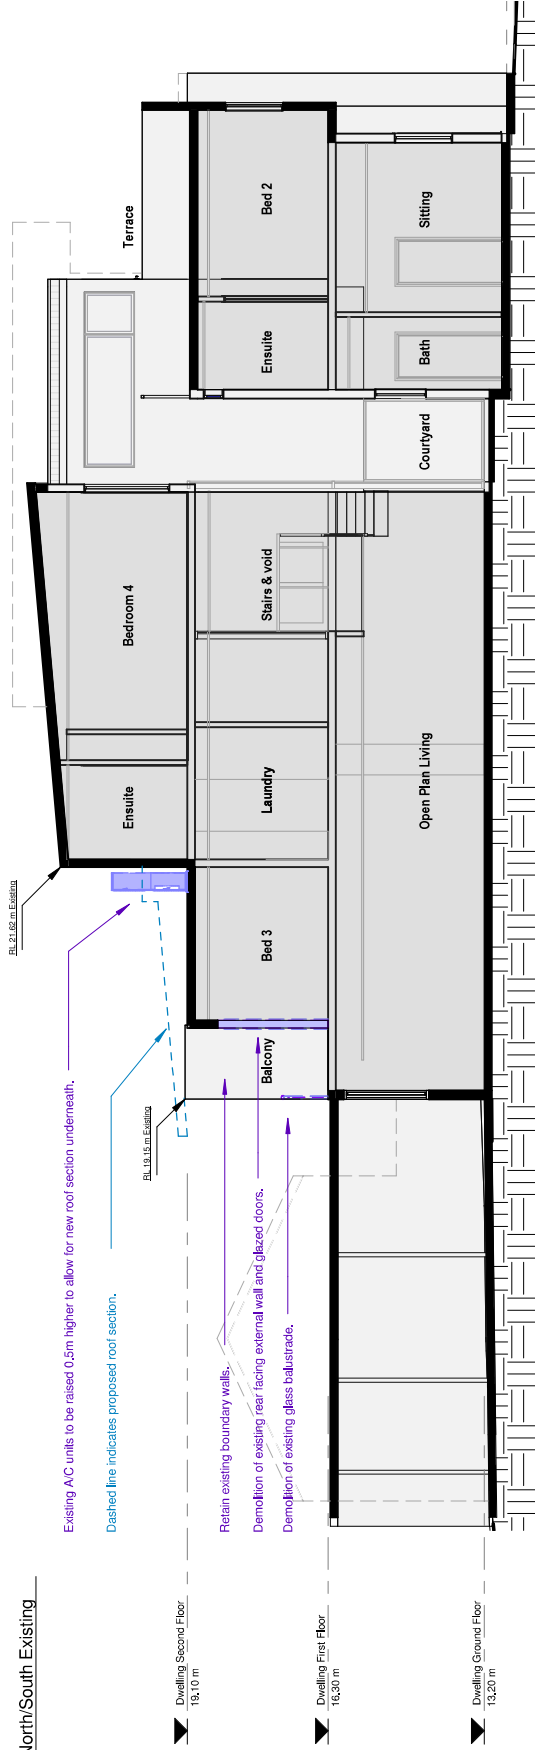 North/South Existing
RL 21.62 m Existing
Existing A/C units to be raised 0.5m higher to allow for new roof section underneath.
Dashed line indicates proposed roof section.
RL 19.15 m Existing
Retain existing boundary walls.
Demolition of existing rear facing external wall and glazed doors.
Demolition of existing glass balustrade.
Dwelling Second Floor
19.10 m
Dwelling First Floor
16.30 m
Dwelling Ground Floor
13.20 m
Terrace
Ensuite
Bedroom 4
Balcony
Bed 3
Laundry
Stairs & void
Ensuite
Bed 2
Open Plan Living
Courtyard
Bath
Sitting